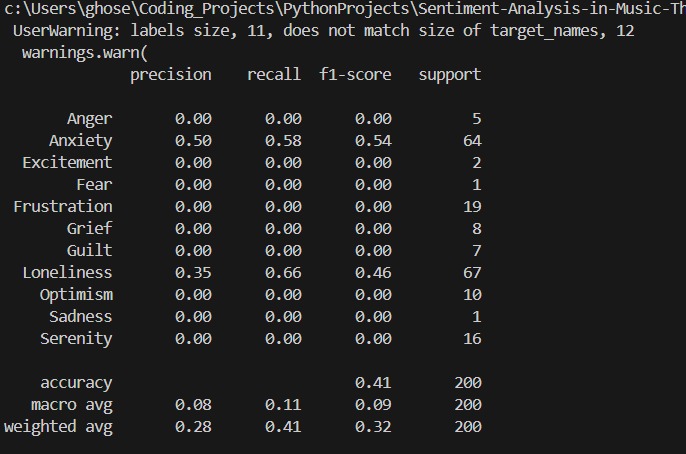 c:\Users\ghose\Coding_Projects\PythonProjects\Sentiment-Analysis-in-Music-Th
UserWarning: labels size, 11, does not match size of target_names, 12
warnings.warn(
precision recall f1-score support
Anger 0.00 0.00 0.00 5
Anxiety 0.50 0.58 0.54 64
Excitement 0.00 0.00 0.00 2
Fear 0.00 0.00 0.00 1
Frustration 0.00 0.00 0.00 19
Grief 0.00 0.00 0.00 8
Guilt 0.00 0.00 0.00 7
Loneliness 0.35 0.66 0.46 67
Optimism 0.00 0.00 0.00 10
Sadness 0.00 0.00 0.00 1
Serenity 0.00 0.00 0.00 16
accuracy 0.41 200
macro avg 0.08 0.11 0.09 200
weighted avg 0.28 0.41 0.32 200